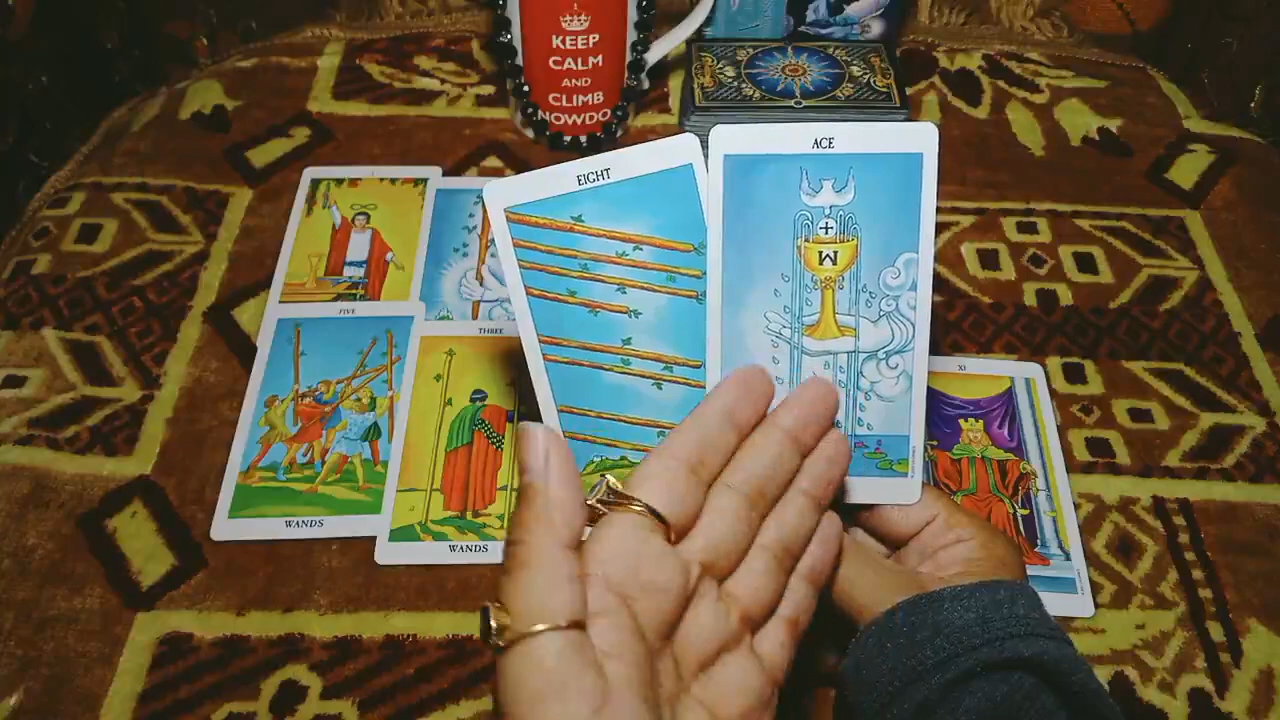 KEEP
CALM
AND
CLIMB
NOWDO
EIGHT
ACE
I
FIVE
THREE
XI
WANDS
WANDS